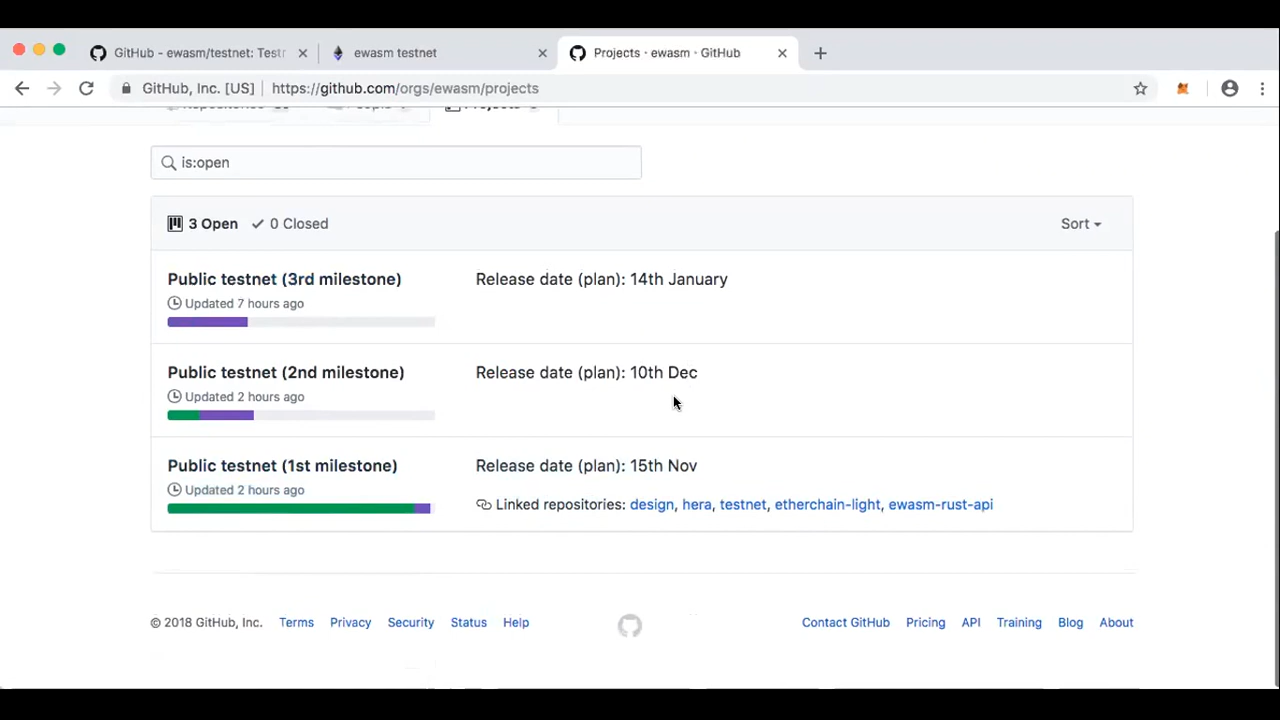 GitHub - ewasm/testnet: Testr
ewasm testnet
Projects · ewasm · GitHub
GitHub, Inc. [US]
https://github.com/orgs/ewasm/projects
Projects
is:open
3 Open
0 Closed
Sort
Public testnet (3rd milestone)
Release date (plan): 14th January
Updated 7 hours ago
Public testnet (2nd milestone)
Release date (plan): 10th Dec
Updated 2 hours ago
Public testnet (1st milestone)
Release date (plan): 15th Nov
Updated 2 hours ago
Linked repositories: design, hera, testnet, etherchain-light, ewasm-rust-api
© 2018 GitHub, Inc. Terms Privacy Security Status Help
Contact GitHub Pricing API Training Blog About